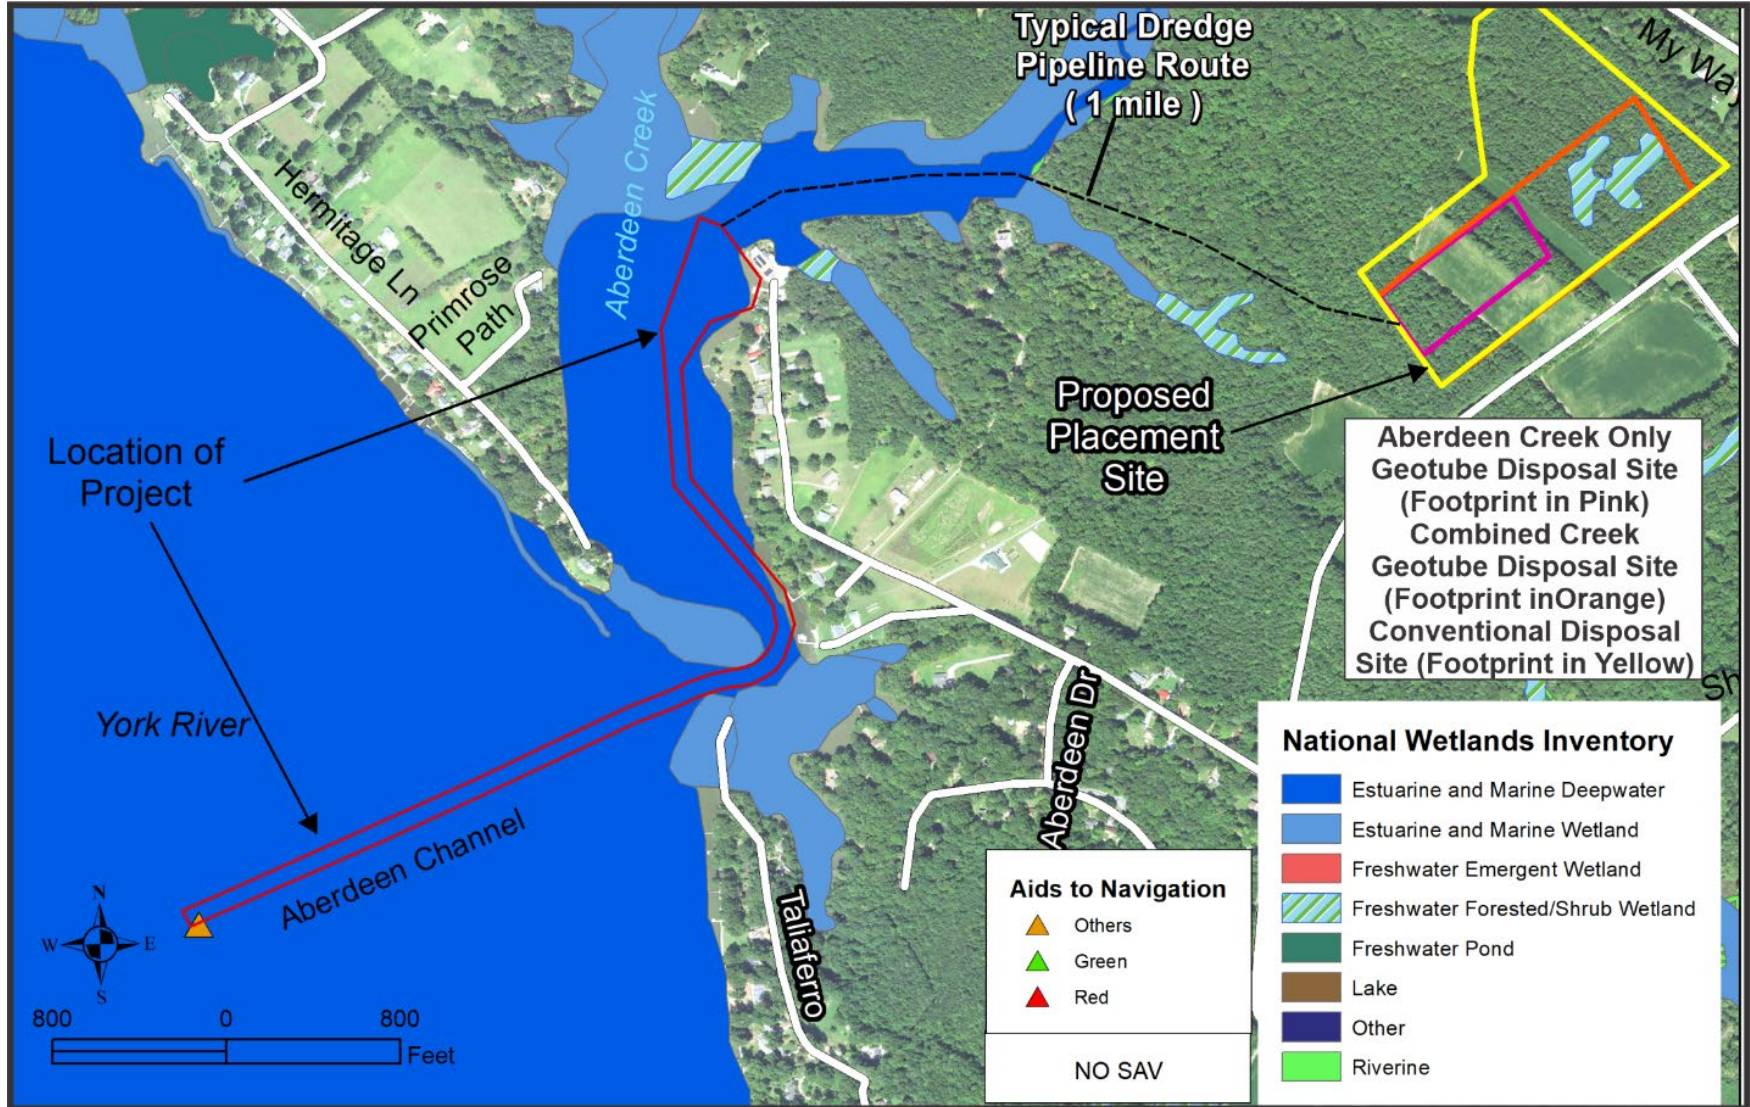 Typical Dredge
Pipeline Route
( 1 mile )
My Way
Aberdeen Creek
Hermitage Ln
Primrose
Path
Location of
Project
Proposed
Placement
Site
Aberdeen Creek Only
Geotube Disposal Site
(Footprint in Pink)
Combined Creek
Geotube Disposal Site
(Footprint inOrange)
Conventional Disposal
Site (Footprint in Yellow)
Sh
York River
Aberdeen Channel
Aberdeen Dr
Taliaferro
N
W
E
S
800
0
800
Feet
Aids to Navigation
Others
Green
Red
NO SAV
National Wetlands Inventory
Estuarine and Marine Deepwater
Estuarine and Marine Wetland
Freshwater Emergent Wetland
Freshwater Forested/Shrub Wetland
Freshwater Pond
Lake
Other
Riverine